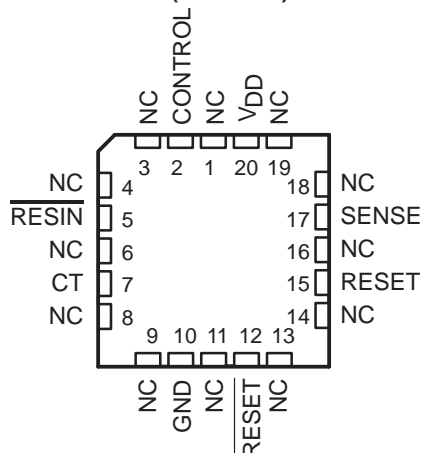 NC
CONTROL
NC
VDD
NC
3 2 1 20 19
NC 4
RESIN 5
NC 6
CT 7
NC 8
18 NC
17 SENSE
16 NC
15 RESET
14 NC
9 10 11 12 13
NC
GND
NC
RESET
NC